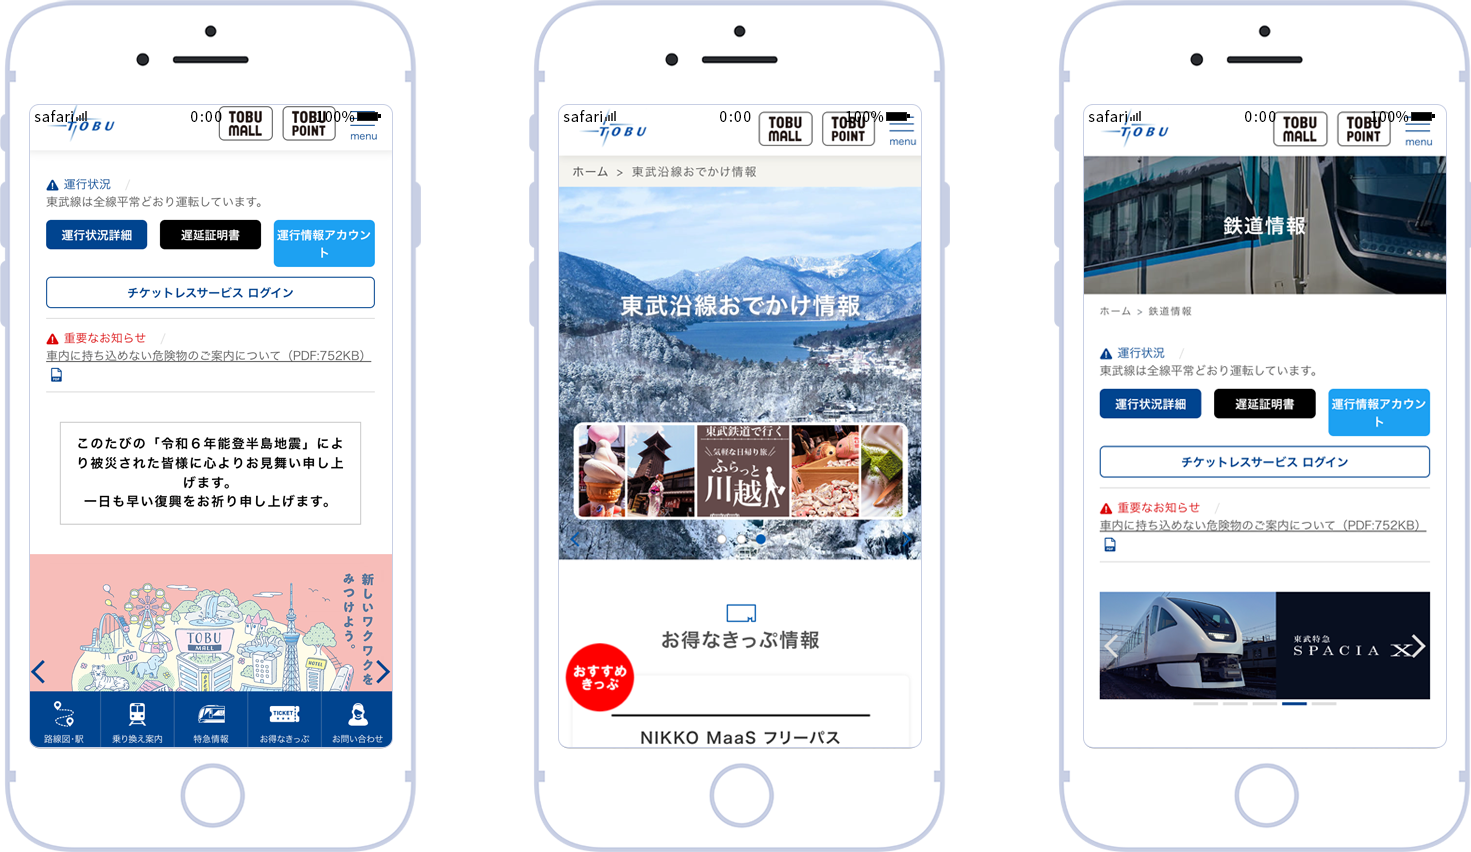 safari
0:00
100%
TOBU
TOBU MALL
TOBU POINT
menu
運行状況 /
東武線は全線平常どおり運転しています。
運行状況詳細
遅延証明書
運行情報アカウン
ト
チケットレスサービス ログイン
重要なお知らせ /
車内に持ち込めない危険物のご案内について（PDF:752KB）
このたびの「令和６年能登半島地震」によ
り被災された皆様に心よりお見舞い申し上
げます。
一日も早い復興をお祈り申し上げます。
新しいワクワクを
みつけよう。
TOBU
MALL
ZOO
HOTEL
路線図・駅
乗り換え案内
特急情報
TICKET
お得なきっぷ
お問い合わせ
safari
0:00
100%
TOBU
TOBU MALL
TOBU POINT
menu
ホーム > 東武沿線おでかけ情報
東武沿線おでかけ情報
東武鉄道で行く
気軽な日帰り旅
ふらっと
川越
お得なきっぷ情報
おすすめ
きっぷ
NIKKO MaaS フリーパス
safari
0:00
100%
TOBU
TOBU MALL
TOBU POINT
menu
鉄道情報
ホーム > 鉄道情報
運行状況 /
東武線は全線平常どおり運転しています。
運行状況詳細
遅延証明書
運行情報アカウン
ト
チケットレスサービス ログイン
重要なお知らせ /
車内に持ち込めない危険物のご案内について（PDF:752KB）
東武特急
SPACIA X